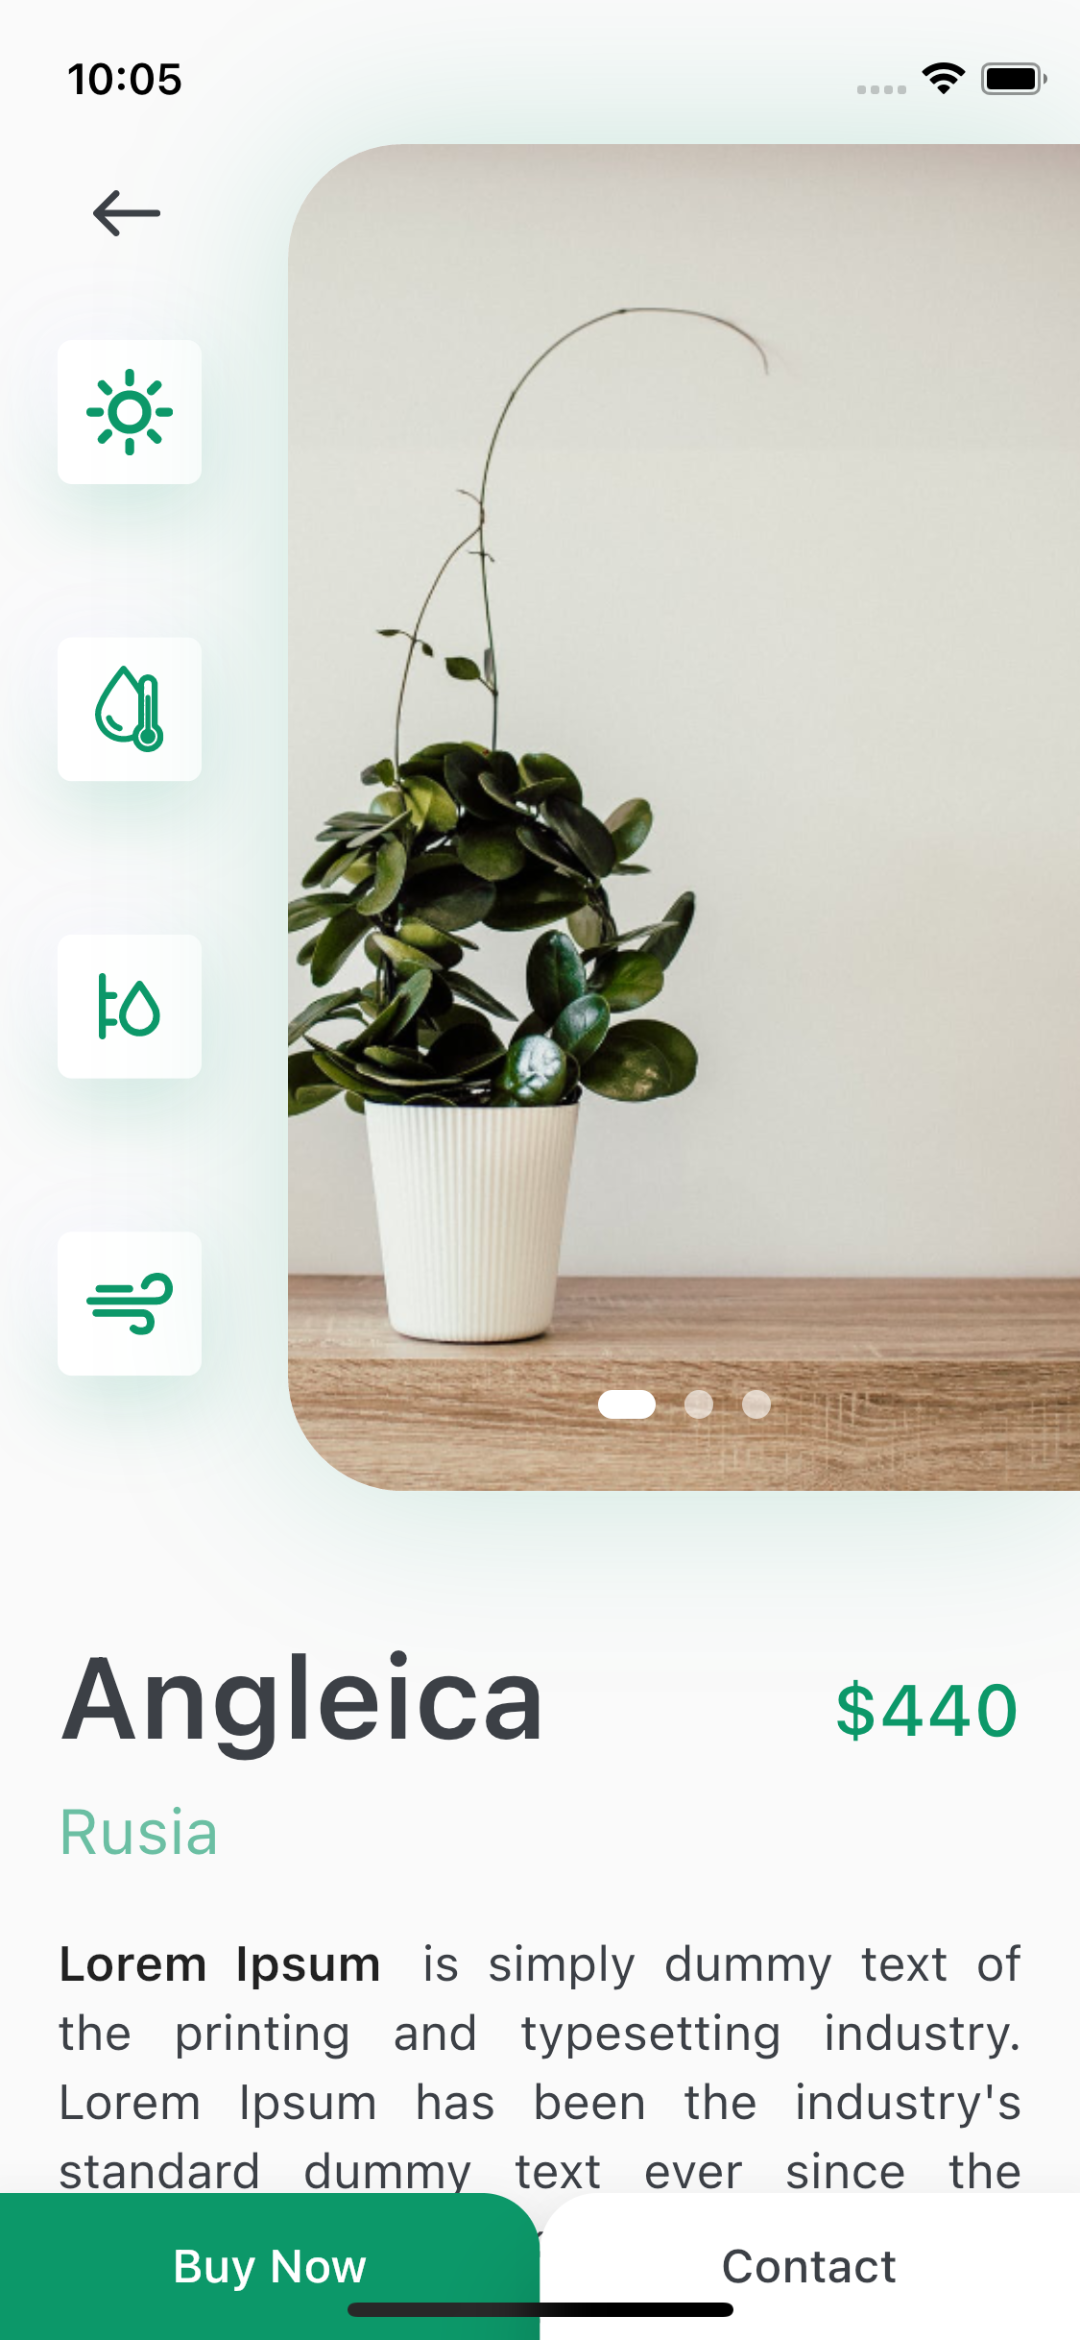 10:05
Angleica
$440
Rusia
Lorem Ipsum is simply dummy text of
the printing and typesetting industry.
Lorem Ipsum has been the industry's
standard dummy text ever since the
Buy Now
Contact